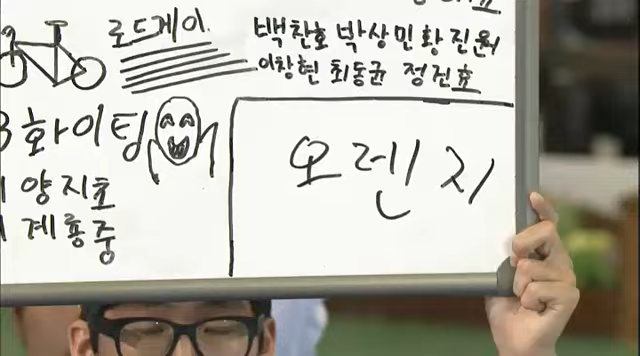 로드게이
백찬호 박상민 황진원
이창현 최동균 정진호
화이팅
양지호
계룡중
오렌지